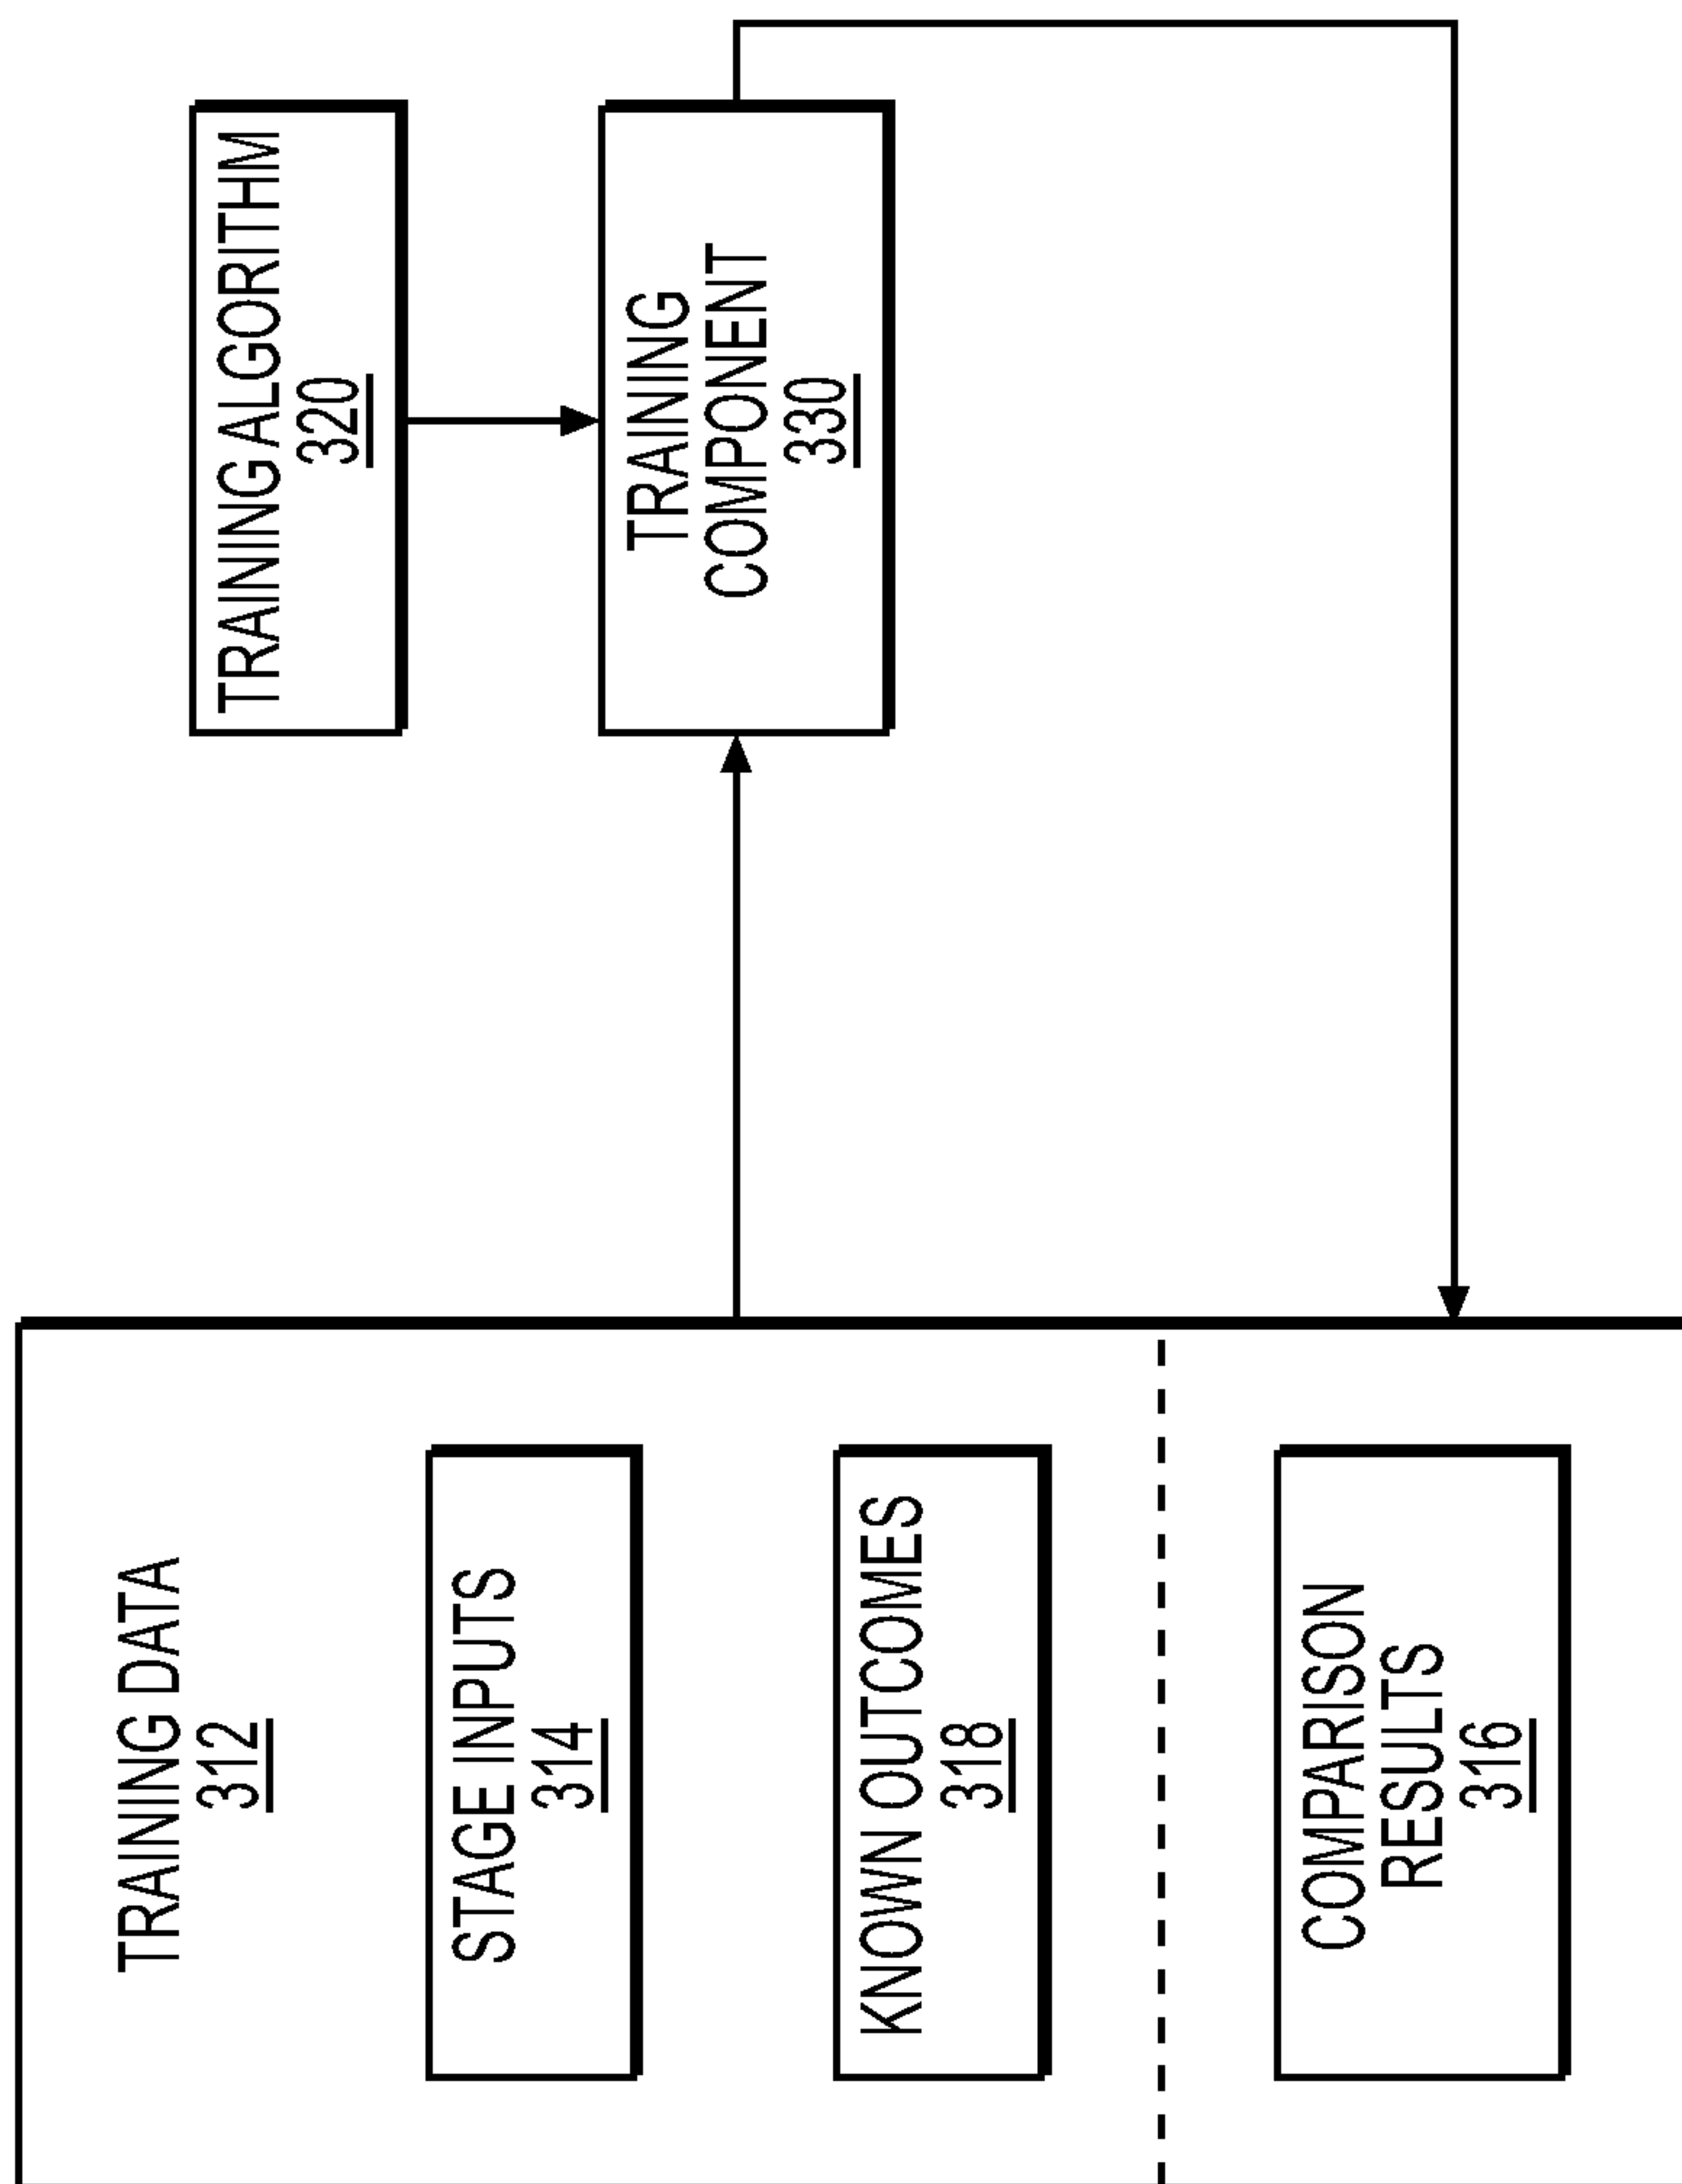 TRAINING DATA
312
STAGE INPUTS
314
KNOWN OUTCOMES
318
COMPARISON
RESULTS
316
TRAINING ALGORITHM
320
TRAINING
COMPONENT
330